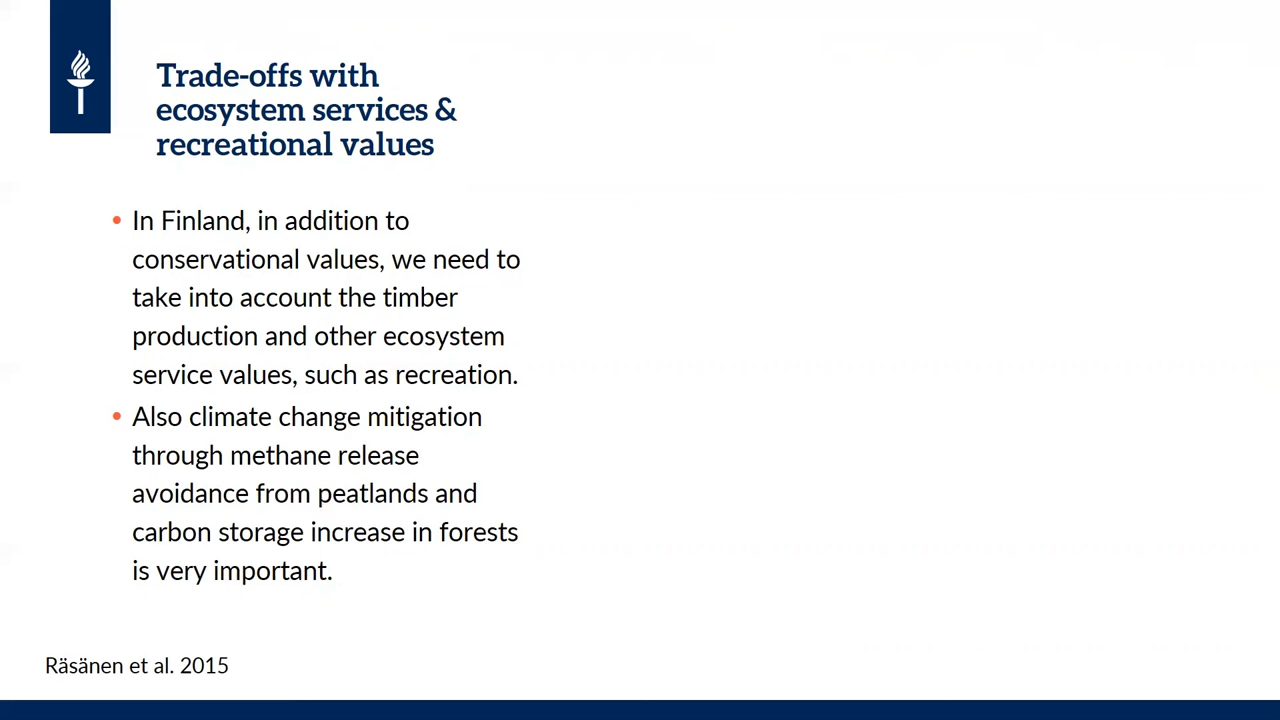 Trade-offs with
ecosystem services &
recreational values
• In Finland, in addition to
conservational values, we need to
take into account the timber
production and other ecosystem
service values, such as recreation.
• Also climate change mitigation
through methane release
avoidance from peatlands and
carbon storage increase in forests
is very important.
Räsänen et al. 2015